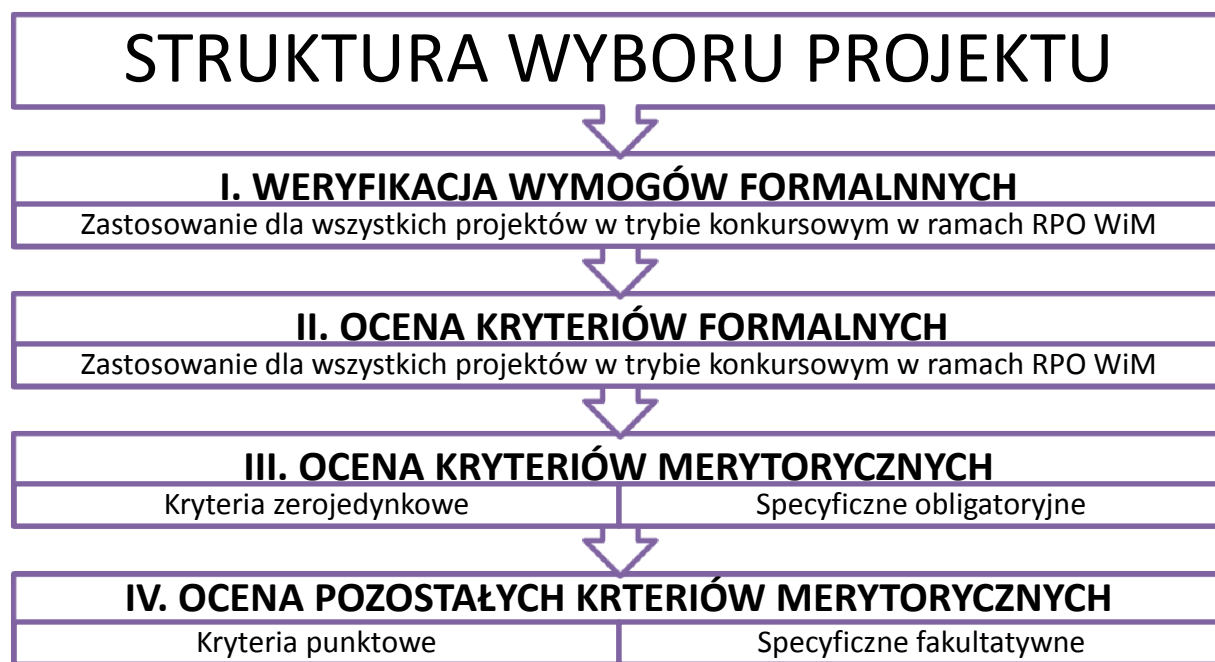 STRUKTURA WYBORU PROJEKTU
I. WERYFIKACJA WYMOGÓW FORMALNNYCH
Zastosowanie dla wszystkich projektów w trybie konkursowym w ramach RPO WiM
II. OCENA KRYTERIÓW FORMALNYCH
Zastosowanie dla wszystkich projektów w trybie konkursowym w ramach RPO WiM
III. OCENA KRYTERIÓW MERYTORYCZNYCH
Kryteria zerojedynkowe Specyficzne obligatoryjne
IV. OCENA POZOSTAŁYCH KRTERIÓW MERYTORYCZNYCH
Kryteria punktowe Specyficzne fakultatywne